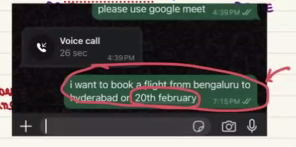 please use google meet
4:39 PM
Voice call
26 sec
4:39 PM
i want to book a flight from bengaluru to
hyderabad on 20th february
7:15 PM